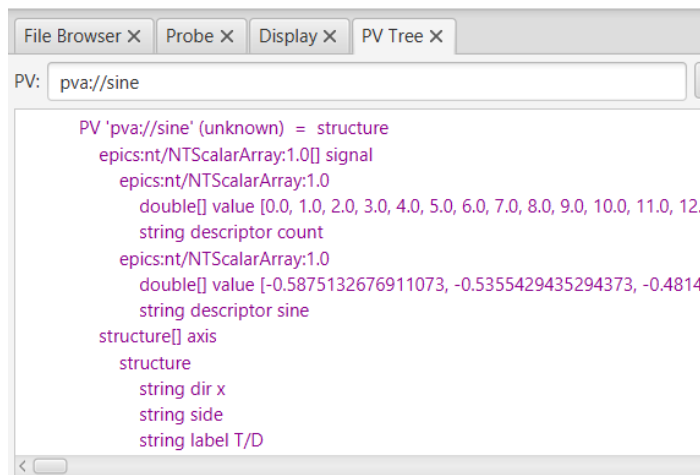 File Browser Probe Display PV Tree
PV: pva://sine
PV 'pva://sine' (unknown) = structure
epics:nt/NTScalarArray:1.0[] signal
epics:nt/NTScalarArray:1.0
double[] value [0.0, 1.0, 2.0, 3.0, 4.0, 5.0, 6.0, 7.0, 8.0, 9.0, 10.0, 11.0, 12.
string descriptor count
epics:nt/NTScalarArray:1.0
double[] value [-0.5875132676911073, -0.5355429435294373, -0.4814
string descriptor sine
structure[] axis
structure
string dir x
string side
string label T/D